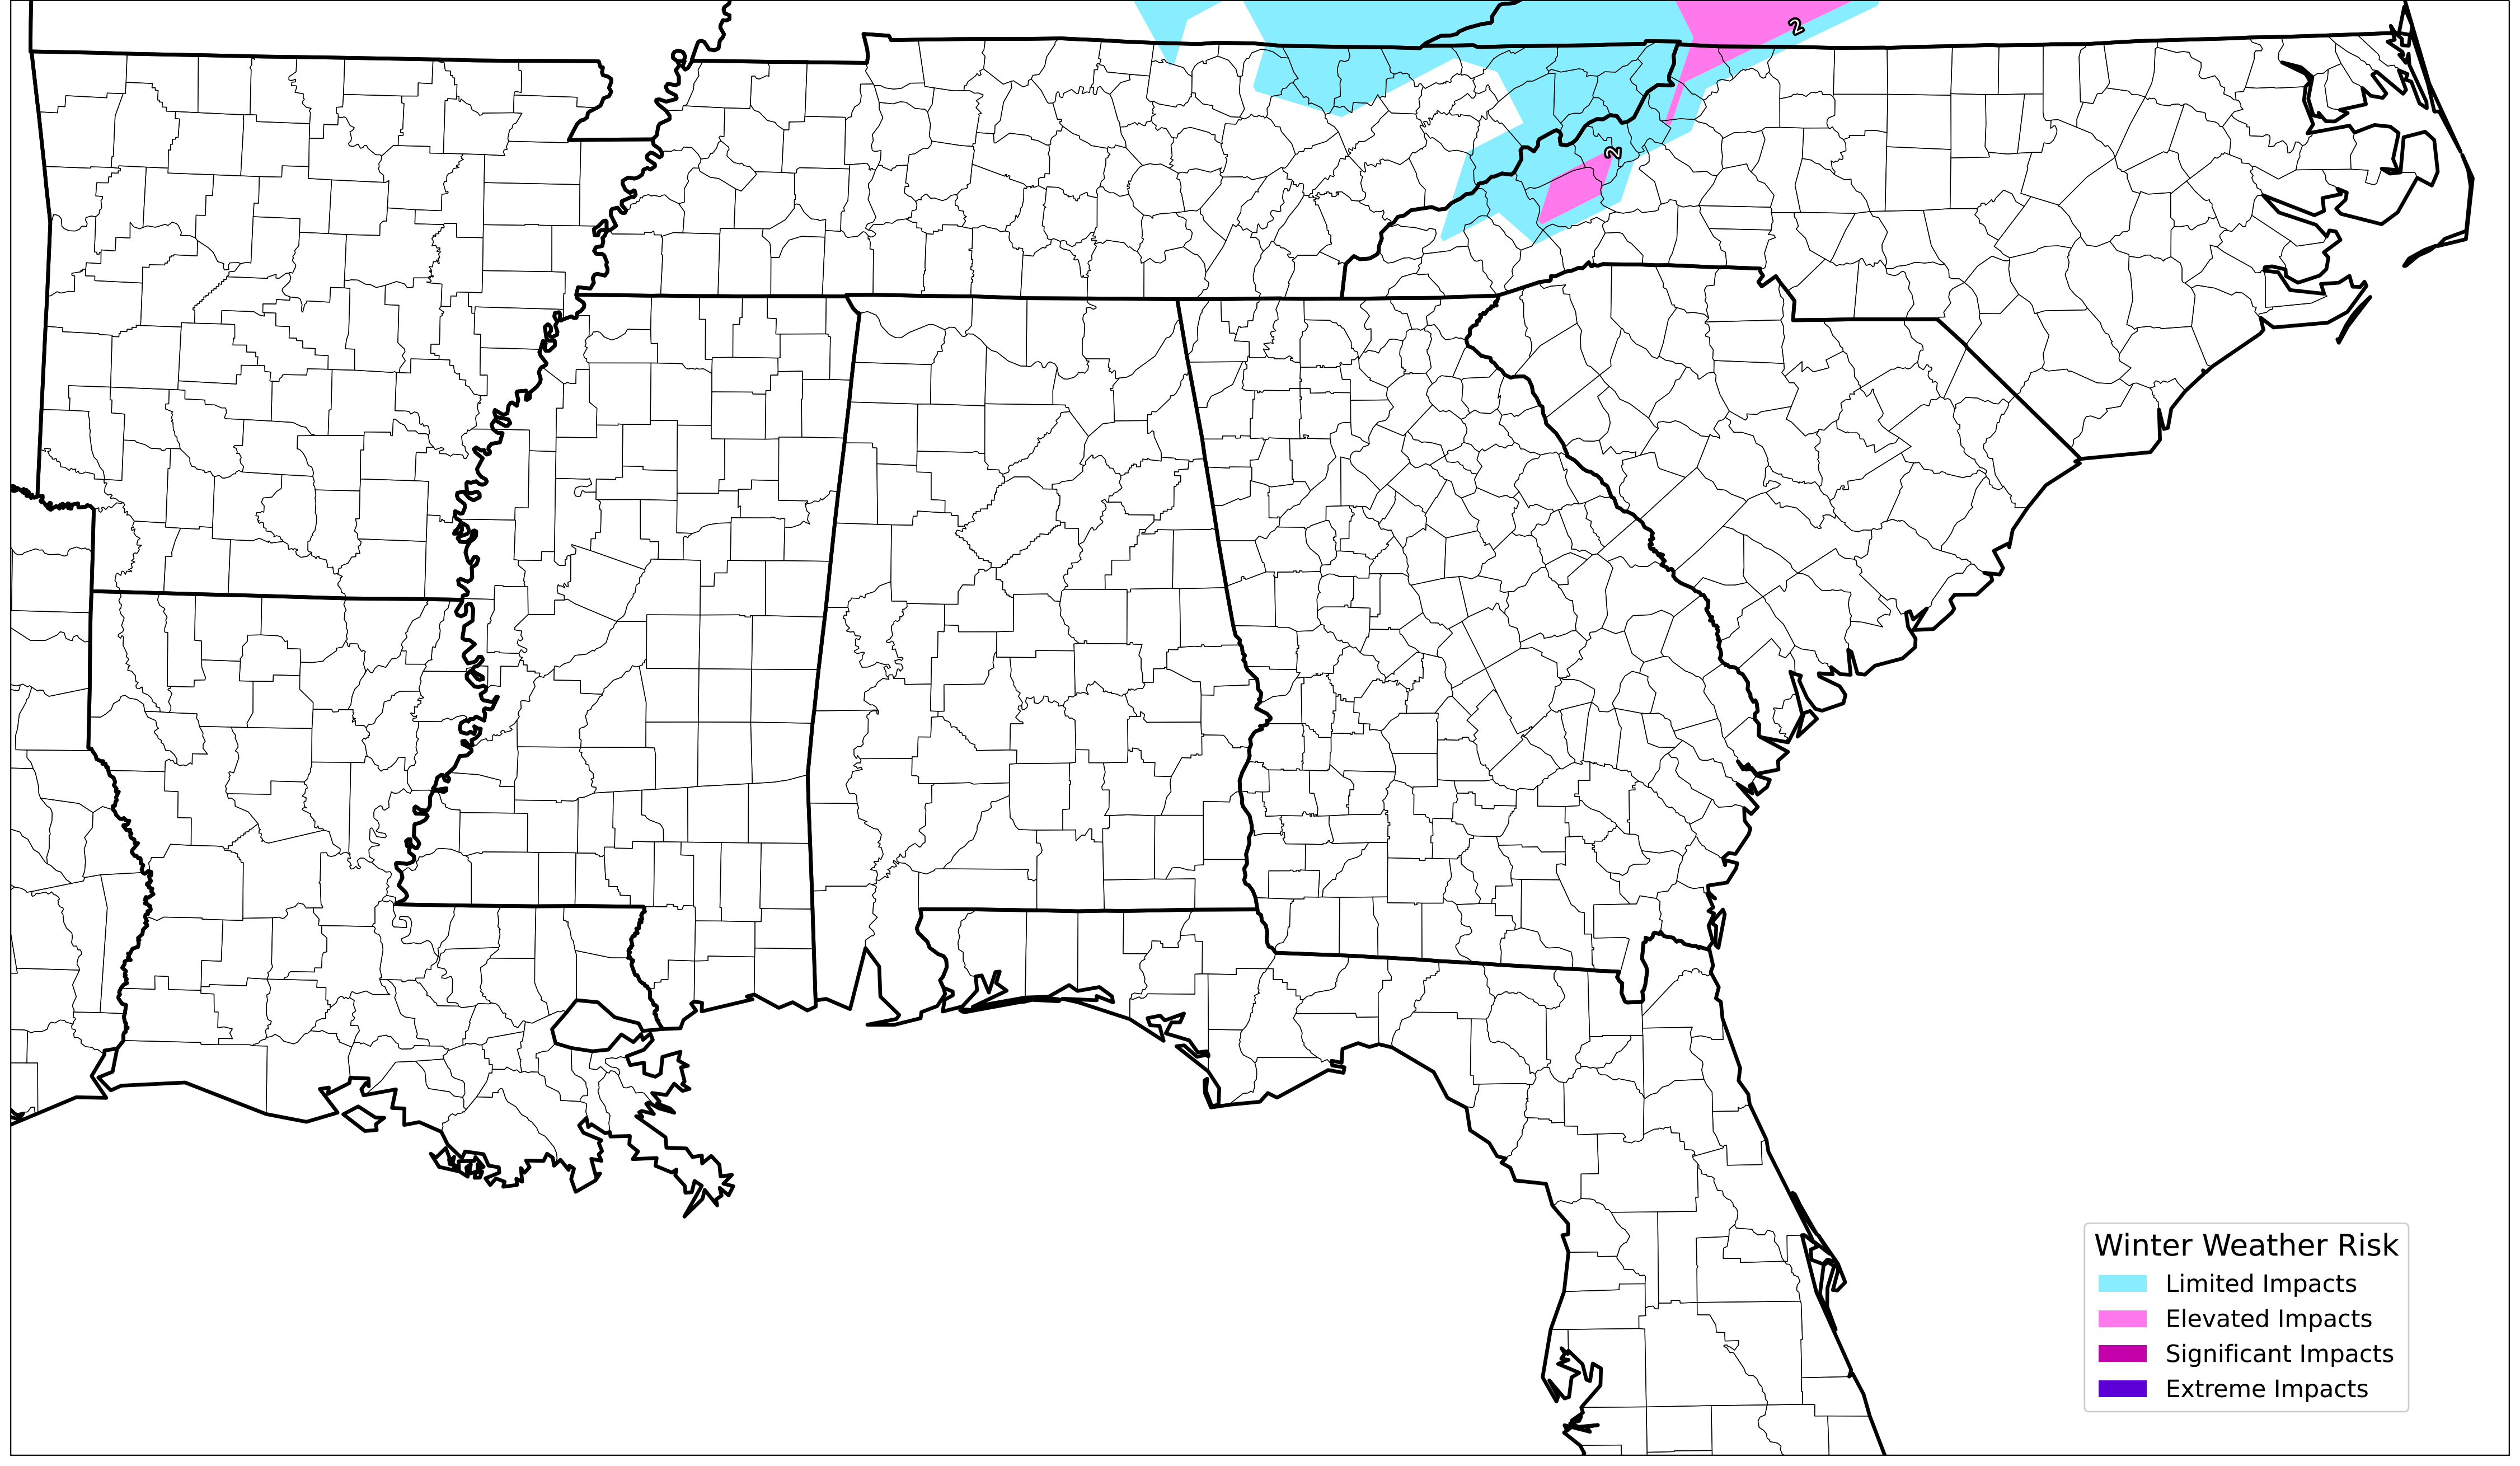 2
2
Winter Weather Risk
Limited Impacts
Elevated Impacts
Significant Impacts
Extreme Impacts